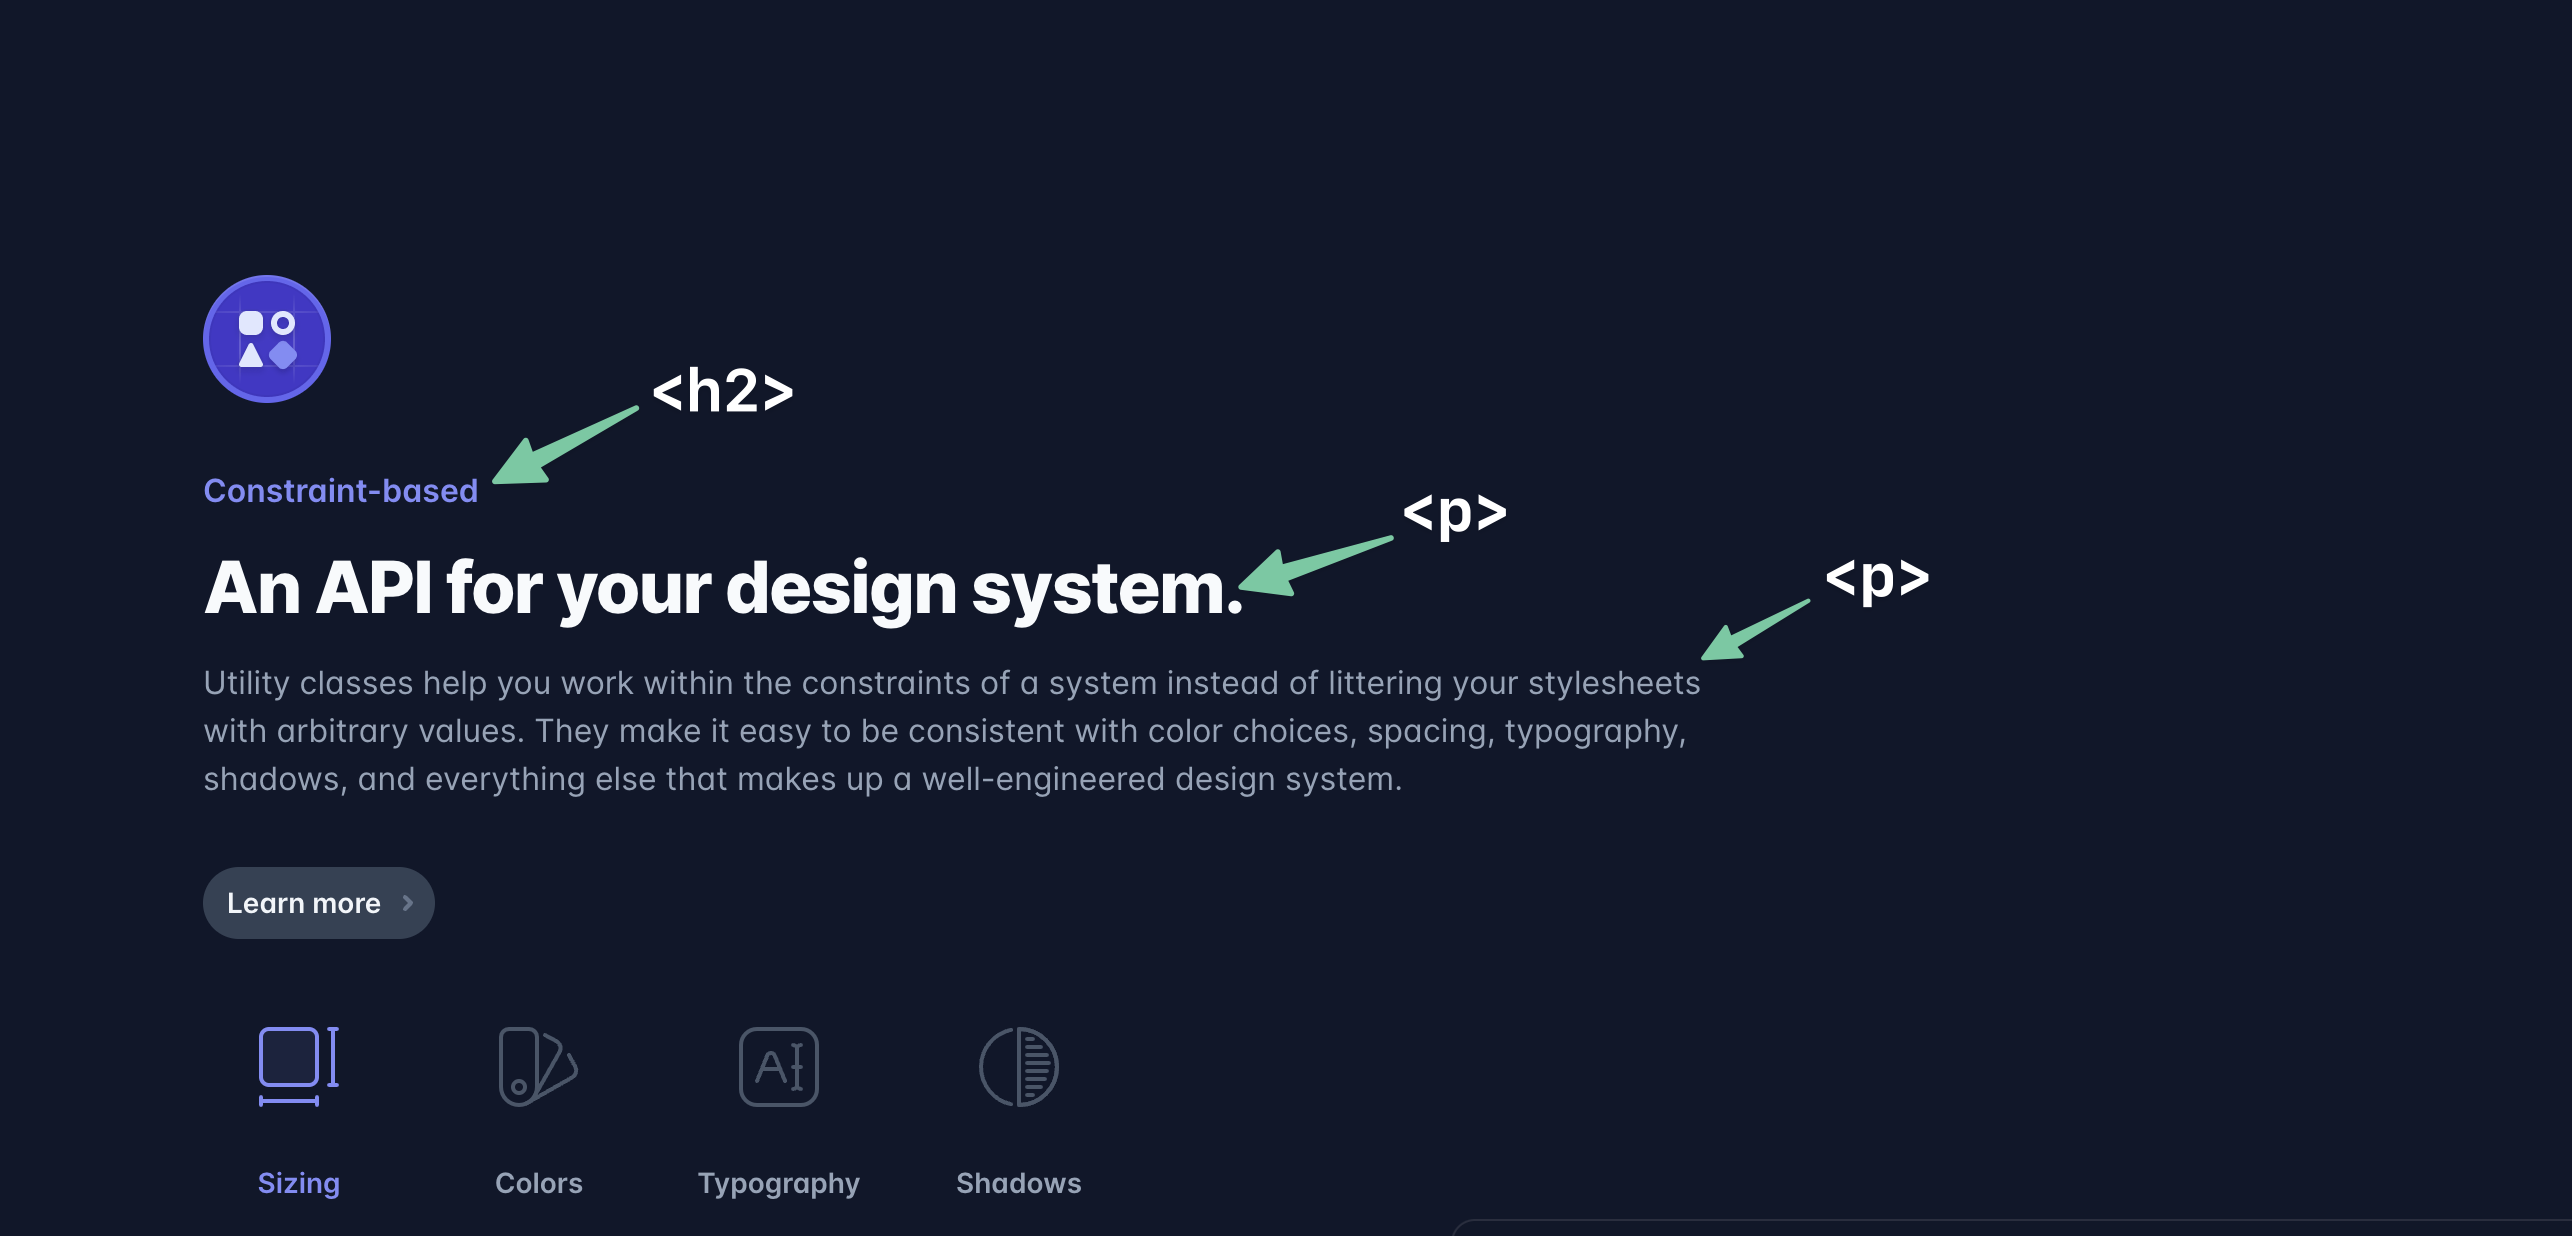 <h2>
Constraint-based
<p>
An API for your design system.
<p>
Utility classes help you work within the constraints of a system instead of littering your stylesheets
with arbitrary values. They make it easy to be consistent with color choices, spacing, typography,
shadows, and everything else that makes up a well-engineered design system.
Learn more
AI
Sizing
Colors
Typography
Shadows